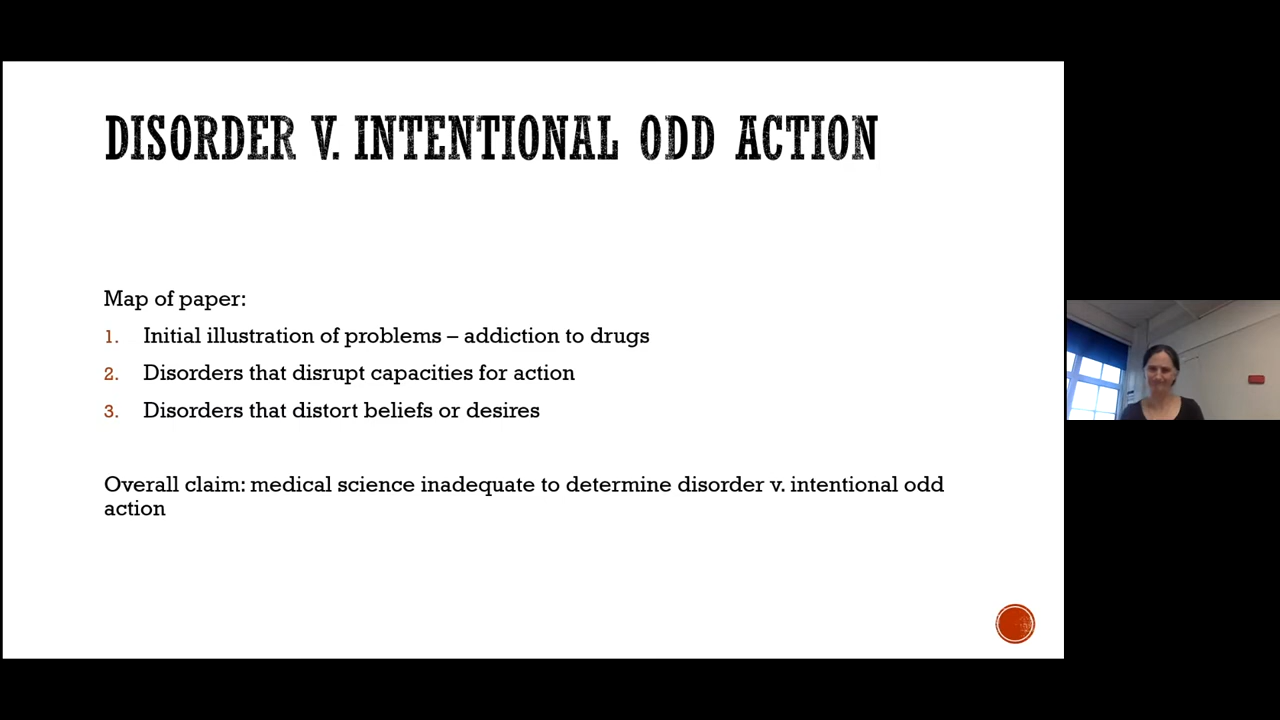 DISORDER V. INTENTIONAL ODD ACTION
Map of paper:
1. Initial illustration of problems – addiction to drugs
2. Disorders that disrupt capacities for action
3. Disorders that distort beliefs or desires
Overall claim: medical science inadequate to determine disorder v. intentional odd
action